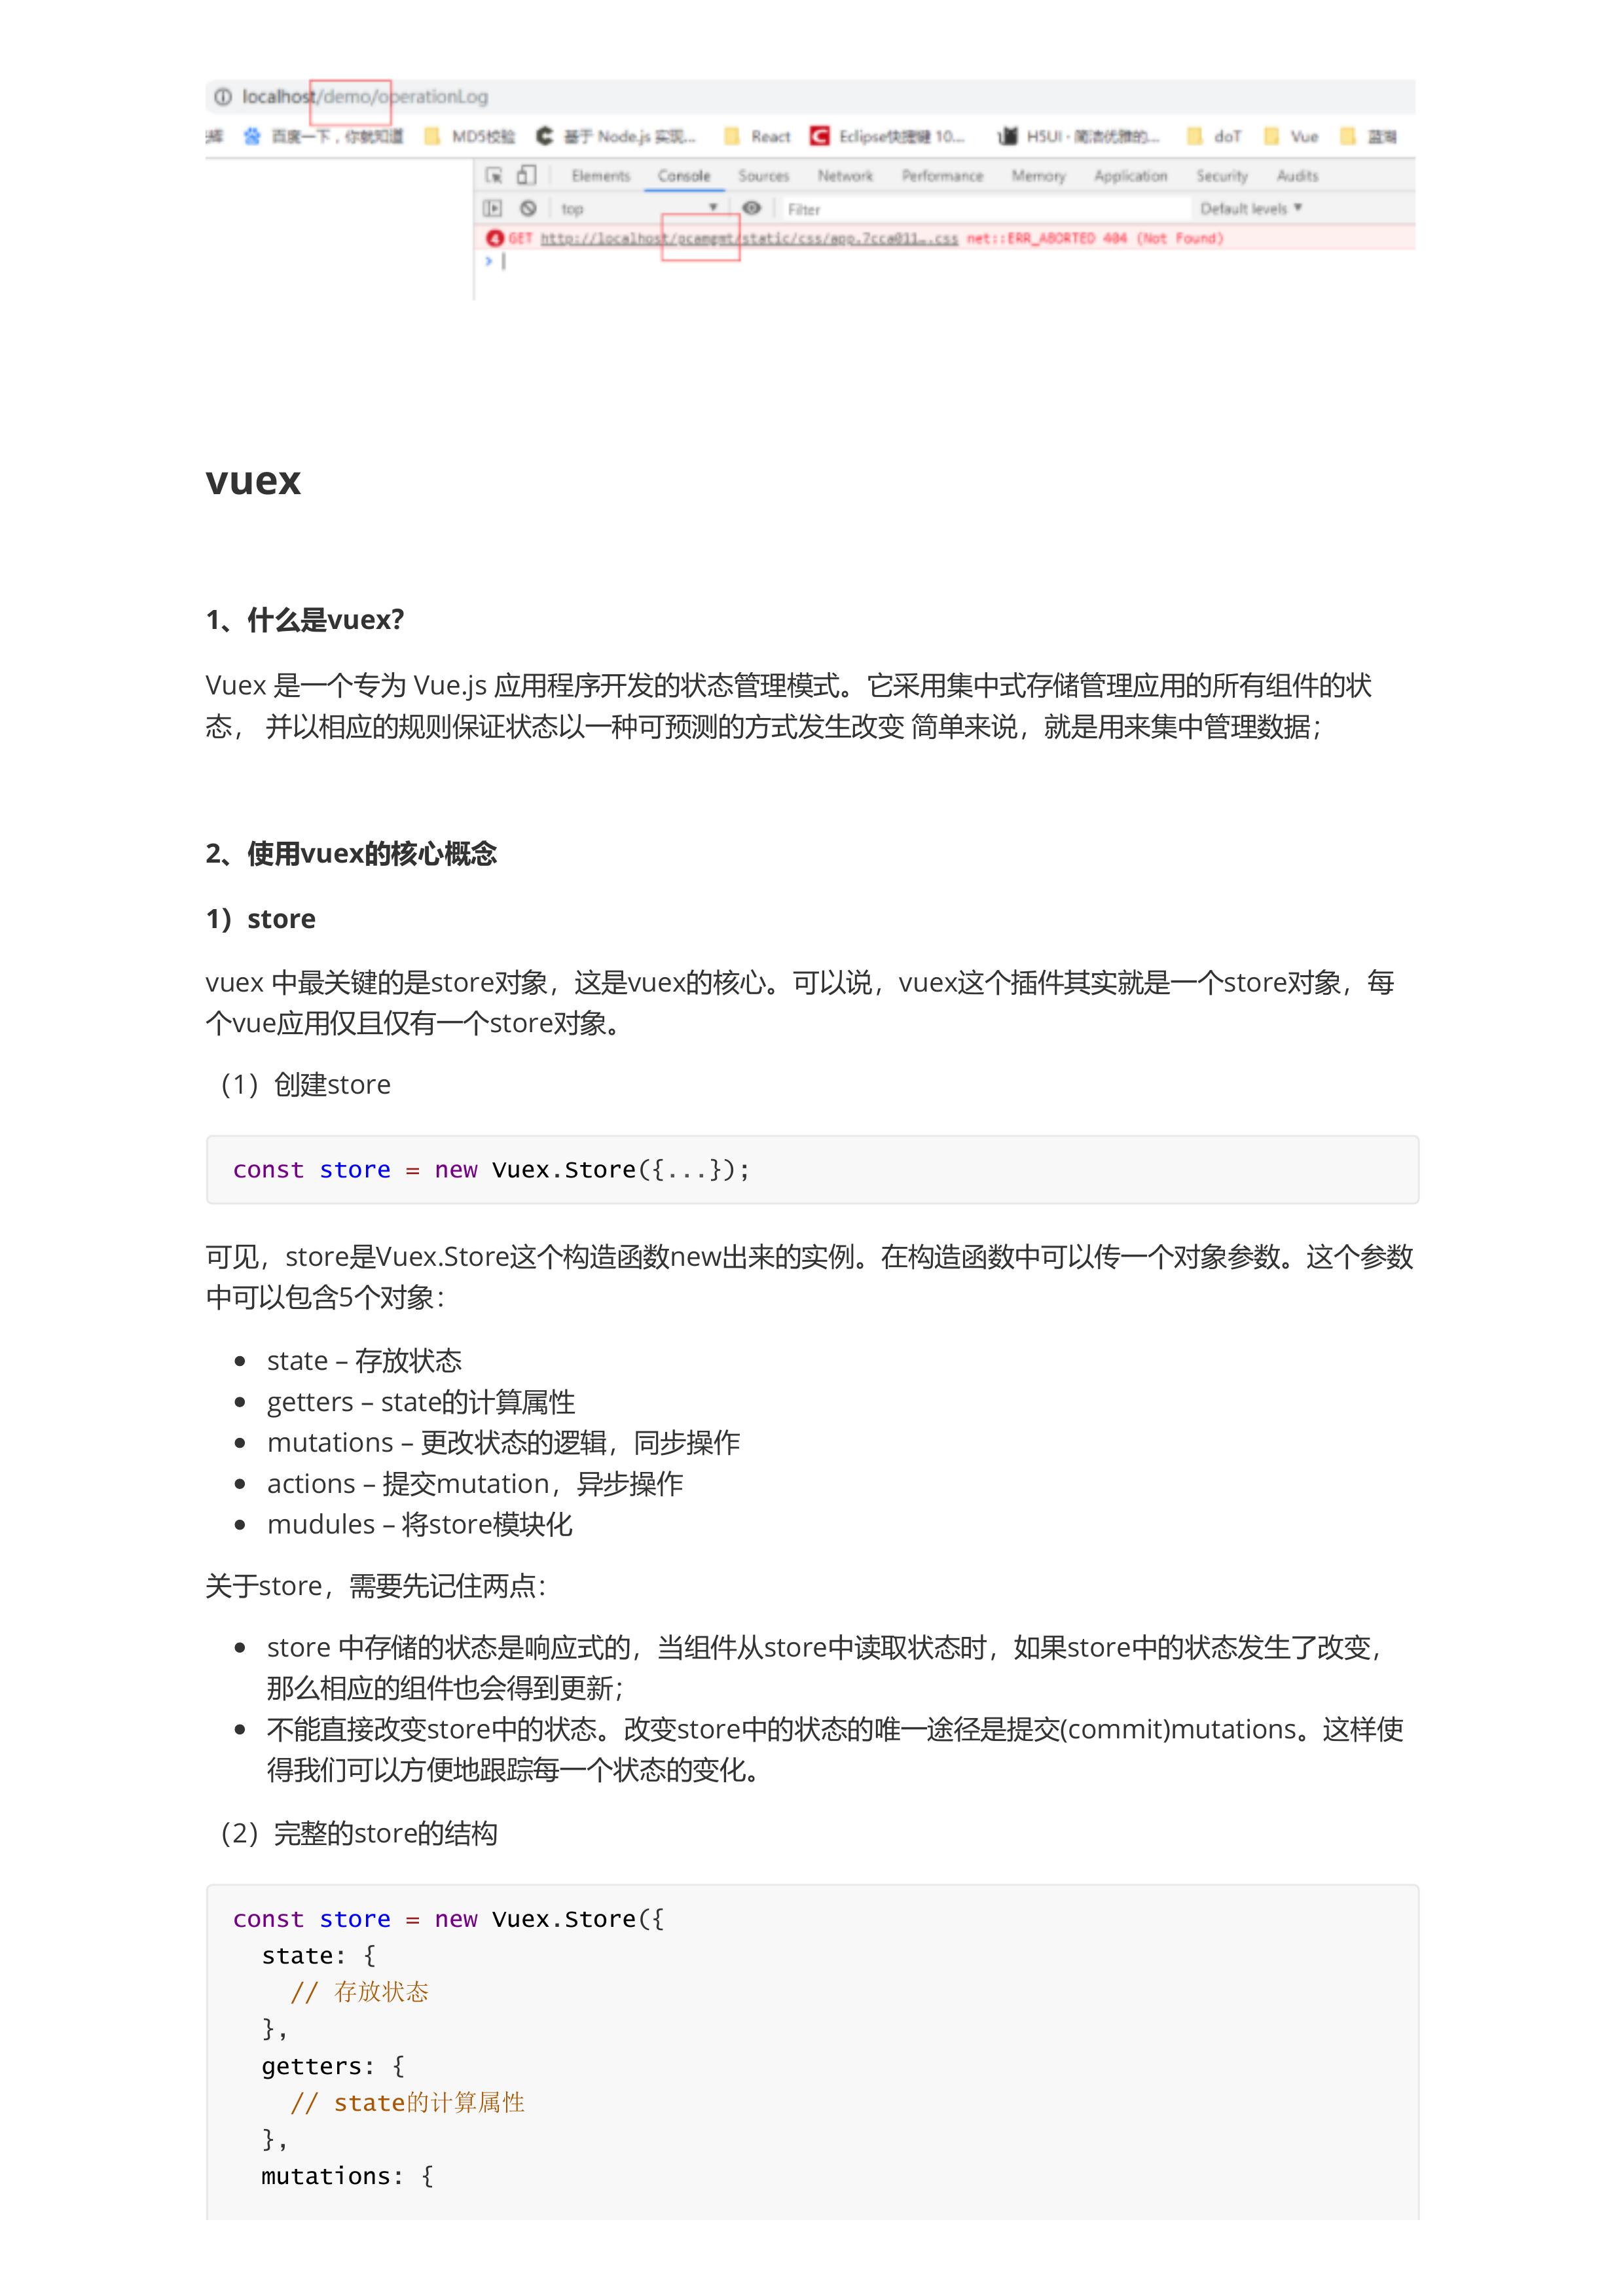 localhost/demo/operationLog
百度一下，你就知道 MD5校验 基于 Node.js 实现... React Eclipse快捷键 10... H5UI · 简洁优雅的... doT Vue 蓝湖
Elements Console Sources Network Performance Memory Application Security Audits
top Filter Default levels ▼
4 GET http://localhost/pcamgmt/static/css/app.7cca011….css net::ERR_ABORTED 404 (Not Found)
>
vuex
1、什么是vuex?
Vuex 是一个专为 Vue.js 应用程序开发的状态管理模式。它采用集中式存储管理应用的所有组件的状
态， 并以相应的规则保证状态以一种可预测的方式发生改变 简单来说，就是用来集中管理数据；
2、使用vuex的核心概念
1）store
vuex 中最关键的是store对象，这是vuex的核心。可以说，vuex这个插件其实就是一个store对象，每
个vue应用仅且仅有一个store对象。
（1）创建store
const store = new Vuex.Store({...});
可见，store是Vuex.Store这个构造函数new出来的实例。在构造函数中可以传一个对象参数。这个参数
中可以包含5个对象：
• state – 存放状态
• getters – state的计算属性
• mutations – 更改状态的逻辑，同步操作
• actions – 提交mutation，异步操作
• mudules – 将store模块化
关于store，需要先记住两点：
• store 中存储的状态是响应式的，当组件从store中读取状态时，如果store中的状态发生了改变，
那么相应的组件也会得到更新；
• 不能直接改变store中的状态。改变store中的状态的唯一途径是提交(commit)mutations。这样使
得我们可以方便地跟踪每一个状态的变化。
（2）完整的store的结构
const store = new Vuex.Store({
  state: {
    // 存放状态
  },
  getters: {
    // state的计算属性
  },
  mutations: {